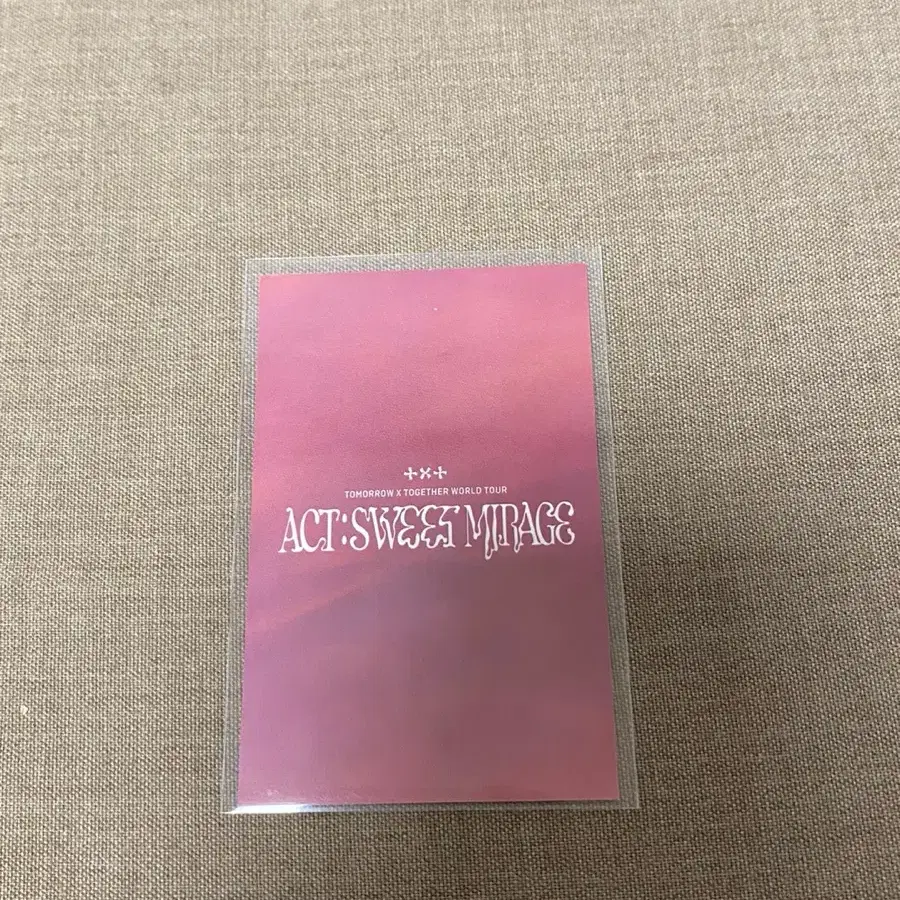 +×+
TOMORROW X TOGETHER WORLD TOUR
ACT:SWEET MIRAGE